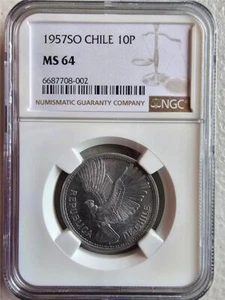 1957SO CHILE 10P
MS 64
6687708-002
NUMISMATIC GUARANTY COMPANY
NGC
REPUBLICA
DE CHILE